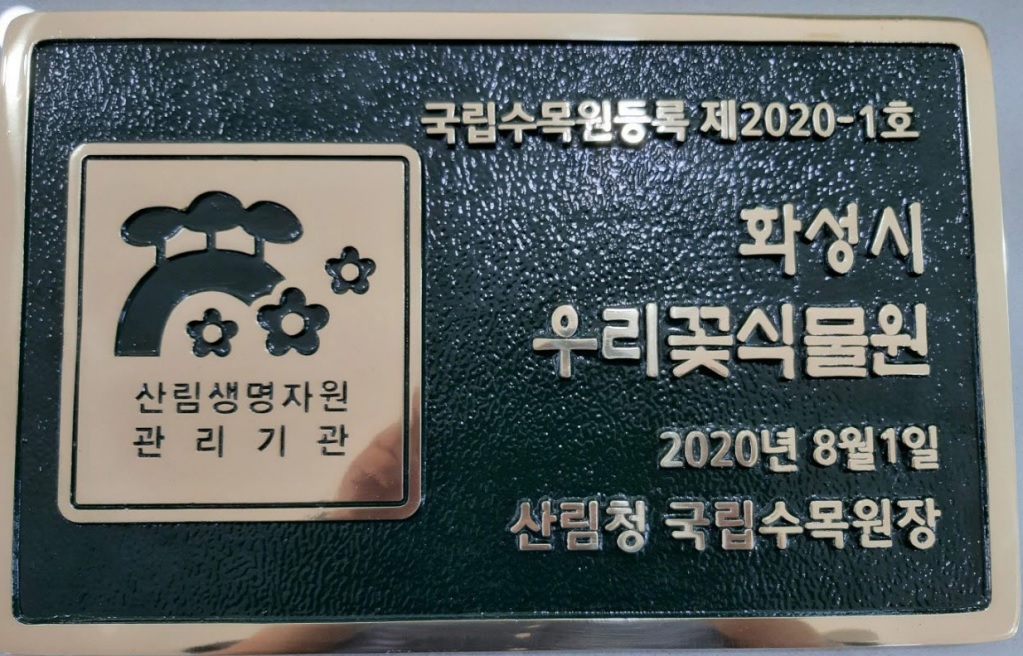 국립수목원등록 제2020-1호
화성시
우리꽃식물원
2020년 8월1일
산림청 국립수목원장
산림생명자원
관리기관